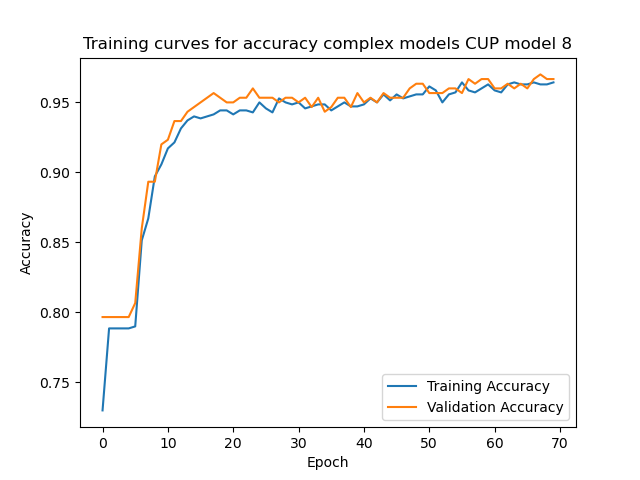 Training curves for accuracy complex models CUP model 8
Accuracy
0.95
0.90
0.85
0.80
0.75
0 10 20 30 40 50 60 70
Epoch
Training Accuracy
Validation Accuracy